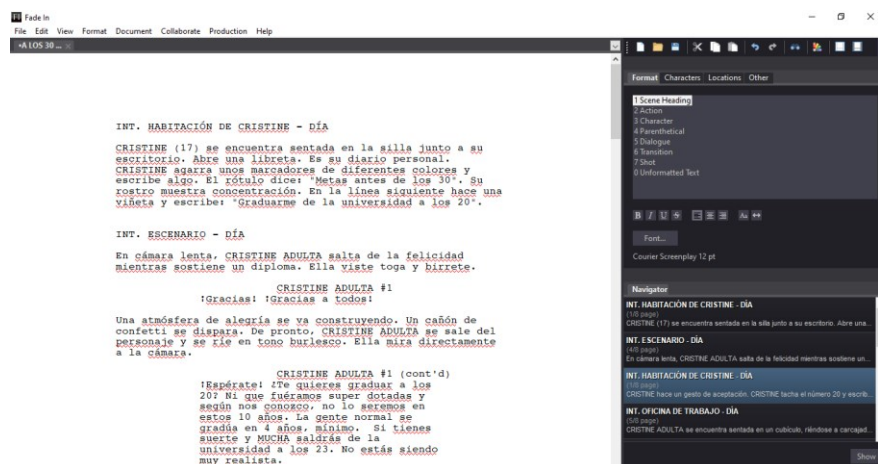 Fade In
File Edit View Format Document Collaborate Production Help
•A LOS 30 ...
INT. HABITACIÓN DE CRISTINE - DÍA
CRISTINE (17) se encuentra sentada en la silla junto a su
escritorio. Abre una libreta. Es su diario personal.
CRISTINE agarra unos marcadores de diferentes colores y
escribe algo. El rótulo dice: "Metas antes de los 30". Su
rostro muestra concentración. En la línea siguiente hace una
viñeta y escribe: "Graduarme de la universidad a los 20".
INT. ESCENARIO - DÍA
En cámara lenta, CRISTINE ADULTA salta de la felicidad
mientras sostiene un diploma. Ella viste toga y birrete.
CRISTINE ADULTA #1
!Gracias! !Gracias a todos!
Una atmósfera de alegría se va construyendo. Un cañón de
confetti se dispara. De pronto, CRISTINE ADULTA se sale del
personaje y se ríe en tono burlesco. Ella mira directamente
a la cámara.
CRISTINE ADULTA #1 (cont'd)
!Espérate! ¿Te quieres graduar a los
20? Ni que fuéramos super dotadas y
según nos conozco, no lo seremos en
estos 10 años. La gente normal se
gradúa en 4 años, mínimo. Si tienes
suerte y MUCHA saldrás de la
universidad a los 23. No estás siendo
muy realista.
Format Characters Locations Other
1 Scene Heading
2 Action
3 Character
4 Parenthetical
5 Dialogue
6 Transition
7 Shot
0 Unformatted Text
B I U S Aa
Font...
Courier Screenplay 12 pt
Navigator
INT. HABITACIÓN DE CRISTINE - DÍA
(1/8 page)
CRISTINE (17) se encuentra sentada en la silla junto a su escritorio. Abre una...
INT. ESCENARIO - DÍA
(4/8 page)
En cámara lenta, CRISTINE ADULTA salta de la felicidad mientras sostiene un...
INT. HABITACIÓN DE CRISTINE - DÍA
(1/8 page)
CRISTINE hace un gesto de aceptación. CRISTINE tacha el número 20 y escrib...
INT. OFICINA DE TRABAJO - DÍA
(5/8 page)
CRISTINE ADULTA se encuentra sentada en un cubículo, riéndose a carcajad...
Show